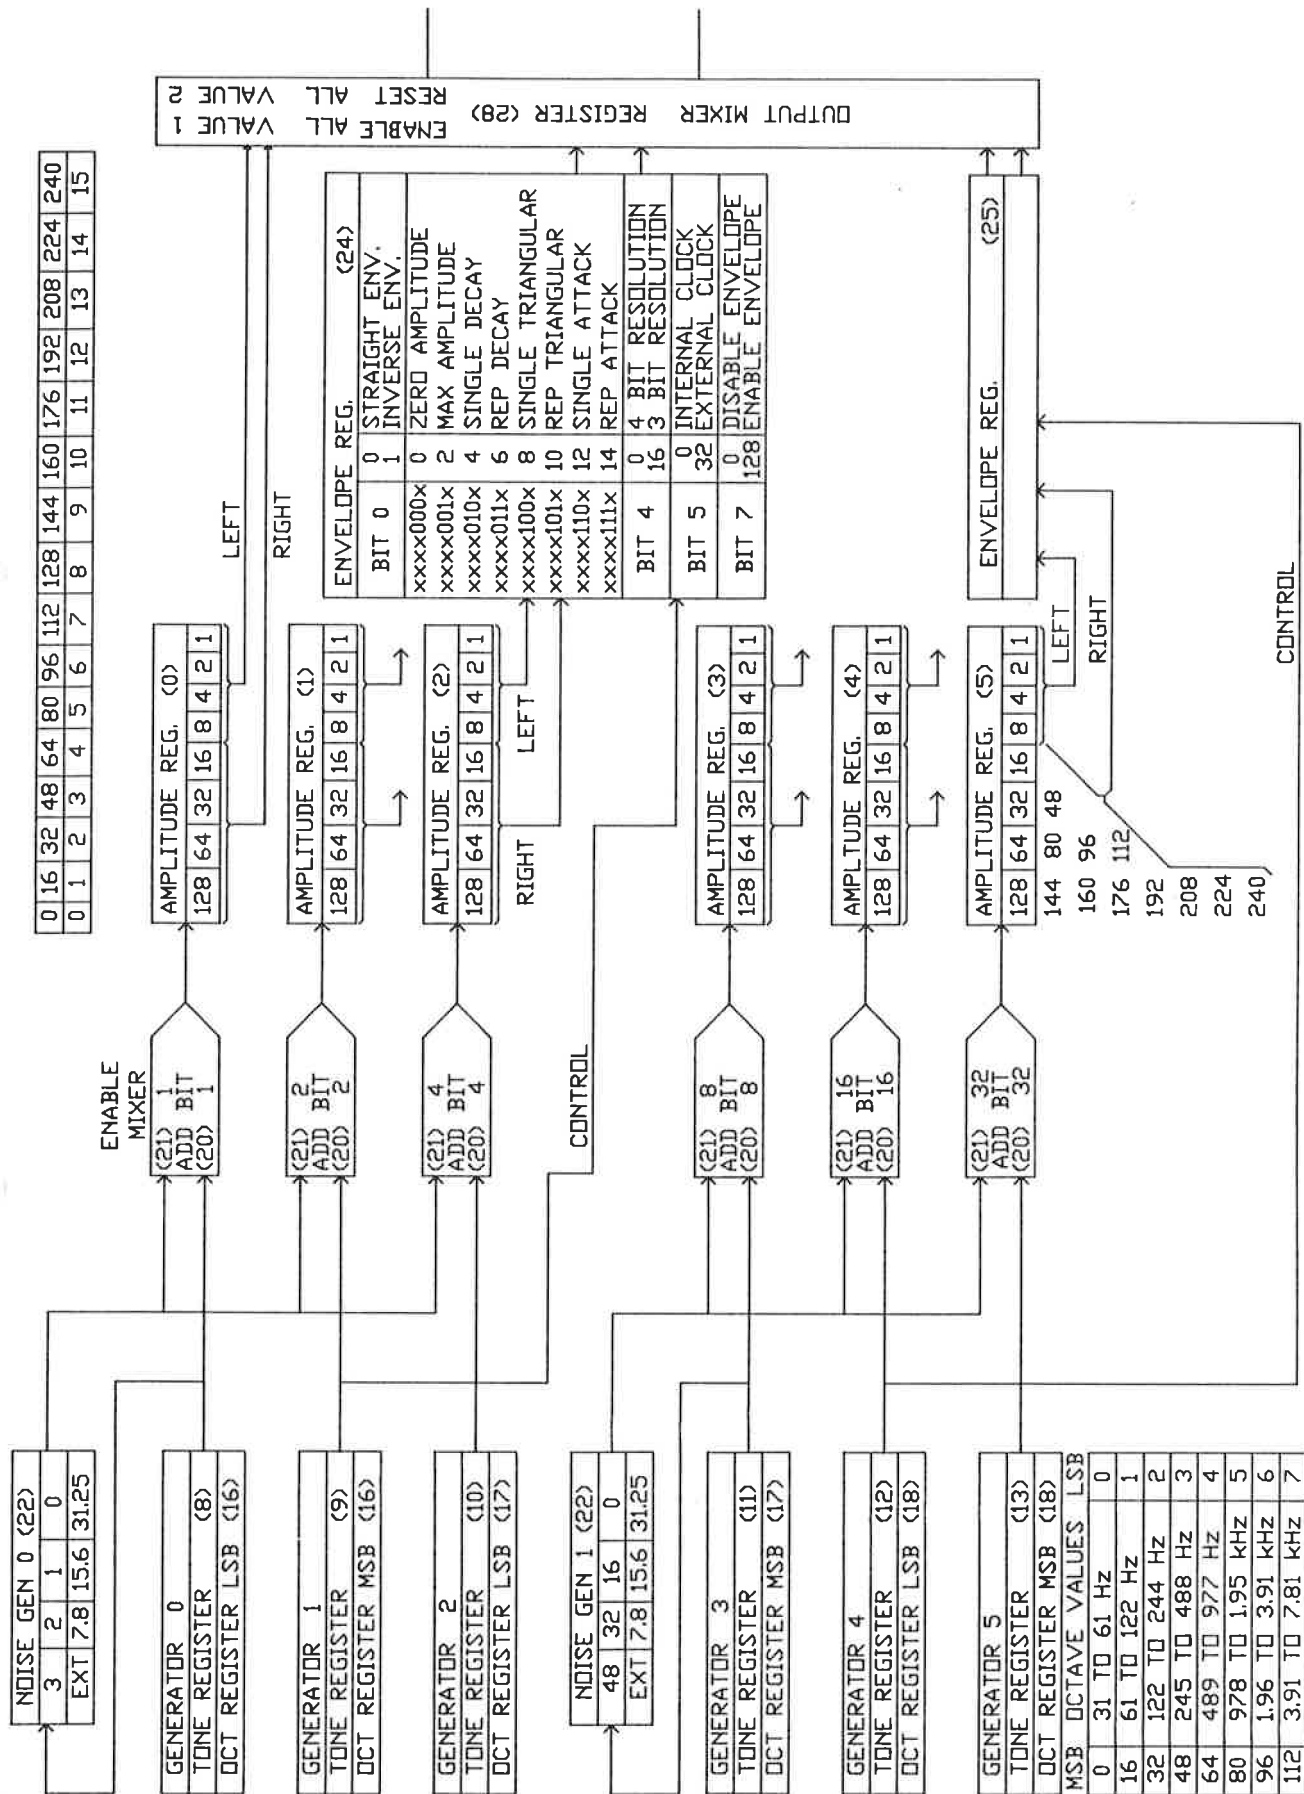 NOISE GEN 0 (22)
3 2 1 0
EXT 7.8 15.6 31.25
GENERATOR 0
TONE REGISTER (8)
OCT REGISTER LSB (16)
GENERATOR 1
TONE REGISTER (9)
OCT REGISTER MSB (16)
GENERATOR 2
TONE REGISTER (10)
OCT REGISTER LSB (17)
NOISE GEN 1 (22)
48 32 16 0
EXT 7.8 15.6 31.25
GENERATOR 3
TONE REGISTER (11)
OCT REGISTER MSB (17)
GENERATOR 4
TONE REGISTER (12)
OCT REGISTER LSB (18)
GENERATOR 5
TONE REGISTER (13)
OCT REGISTER MSB (18)
MSB OCTAVE VALUES LSB
0 31 TO 61 Hz 0
16 61 TO 122 Hz 1
32 122 TO 244 Hz 2
48 245 TO 488 Hz 3
64 489 TO 977 Hz 4
80 978 TO 1.95 kHz 5
96 1.96 TO 3.91 kHz 6
112 3.91 TO 7.81 kHz 7
ENABLE
MIXER
(21) 1
ADD BIT
(20) 1
(21) 2
ADD BIT
(20) 2
(21) 4
ADD BIT
(20) 4
CONTROL
(21) 8
ADD BIT
(20) 8
(21) 16
ADD BIT
(20) 16
(21) 32
ADD BIT
(20) 32
0 16 32 48 64 80 96 112 128 144 160 176 192 208 224 240
0 1 2 3 4 5 6 7 8 9 10 11 12 13 14 15
AMPLITUDE REG. (0)
128 64 32 16 8 4 2 1
LEFT
RIGHT
AMPLITUDE REG. (1)
128 64 32 16 8 4 2 1
AMPLITUDE REG. (2)
128 64 32 16 8 4 2 1
RIGHT
LEFT
AMPLITUDE REG. (3)
128 64 32 16 8 4 2 1
AMPLTUDE REG. (4)
128 64 32 16 8 4 2 1
AMPLITUDE REG. (5)
128 64 32 16 8 4 2 1
144 80 48
160 96
176 112
192
208
224
240
LEFT
RIGHT
CONTROL
ENVELOPE REG. (24)
BIT 0
0 STRAIGHT ENV.
1 INVERSE ENV.
xxxx000x 0 ZERO AMPLITUDE
xxxx001x 2 MAX AMPLITUDE
xxxx010x 4 SINGLE DECAY
xxxx011x 6 REP DECAY
xxxx100x 8 SINGLE TRIANGULAR
xxxx101x 10 REP TRIANGULAR
xxxx110x 12 SINGLE ATTACK
xxxx111x 14 REP ATTACK
BIT 4
0 4 BIT RESOLUTION
16 3 BIT RESOLUTION
BIT 5
0 INTERNAL CLOCK
32 EXTERNAL CLOCK
BIT 7
0 DISABLE ENVELOPE
128 ENABLE ENVELOPE
ENVELOPE REG. (25)
OUTPUT MIXER REGISTER (28)
ENABLE ALL VALUE 1
RESET ALL VALUE 2